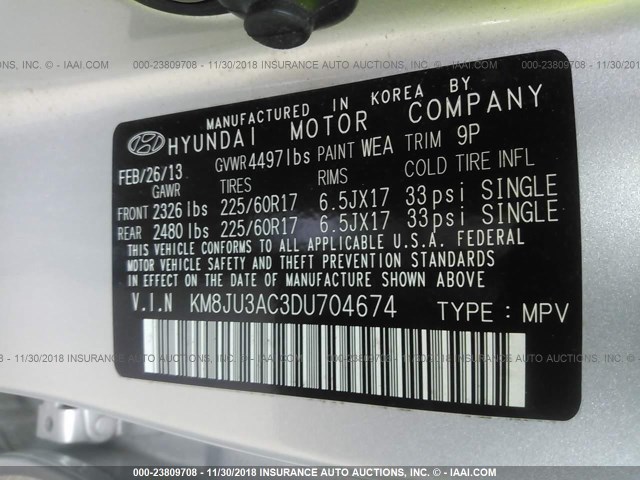 000-23809708 - 11/30/2018 INSURANCE AUTO AUCTIONS, INC. © - IAAI.COM
MANUFACTURED IN KOREA BY
HYUNDAI MOTOR COMPANY
FEB/26/13 GVWR 4497lbs PAINT WEA TRIM 9P
GAWR TIRES RIMS COLD TIRE INFL
FRONT 2326 lbs 225/60R17 6.5JX17 33 psi SINGLE
REAR 2480 lbs 225/60R17 6.5JX17 33 psi SINGLE
THIS VEHICLE CONFORMS TO ALL APPLICABLE U.S.A. FEDERAL
MOTOR VEHICLE SAFETY AND THEFT PREVENTION STANDARDS
IN EFFECT ON THE DATE OF MANUFACTURE SHOWN ABOVE.
V.I.N KM8JU3AC3DU704674 TYPE : MPV
000-23809708 - 11/30/2018 INSURANCE AUTO AUCTIONS, INC. © - IAAI.COM